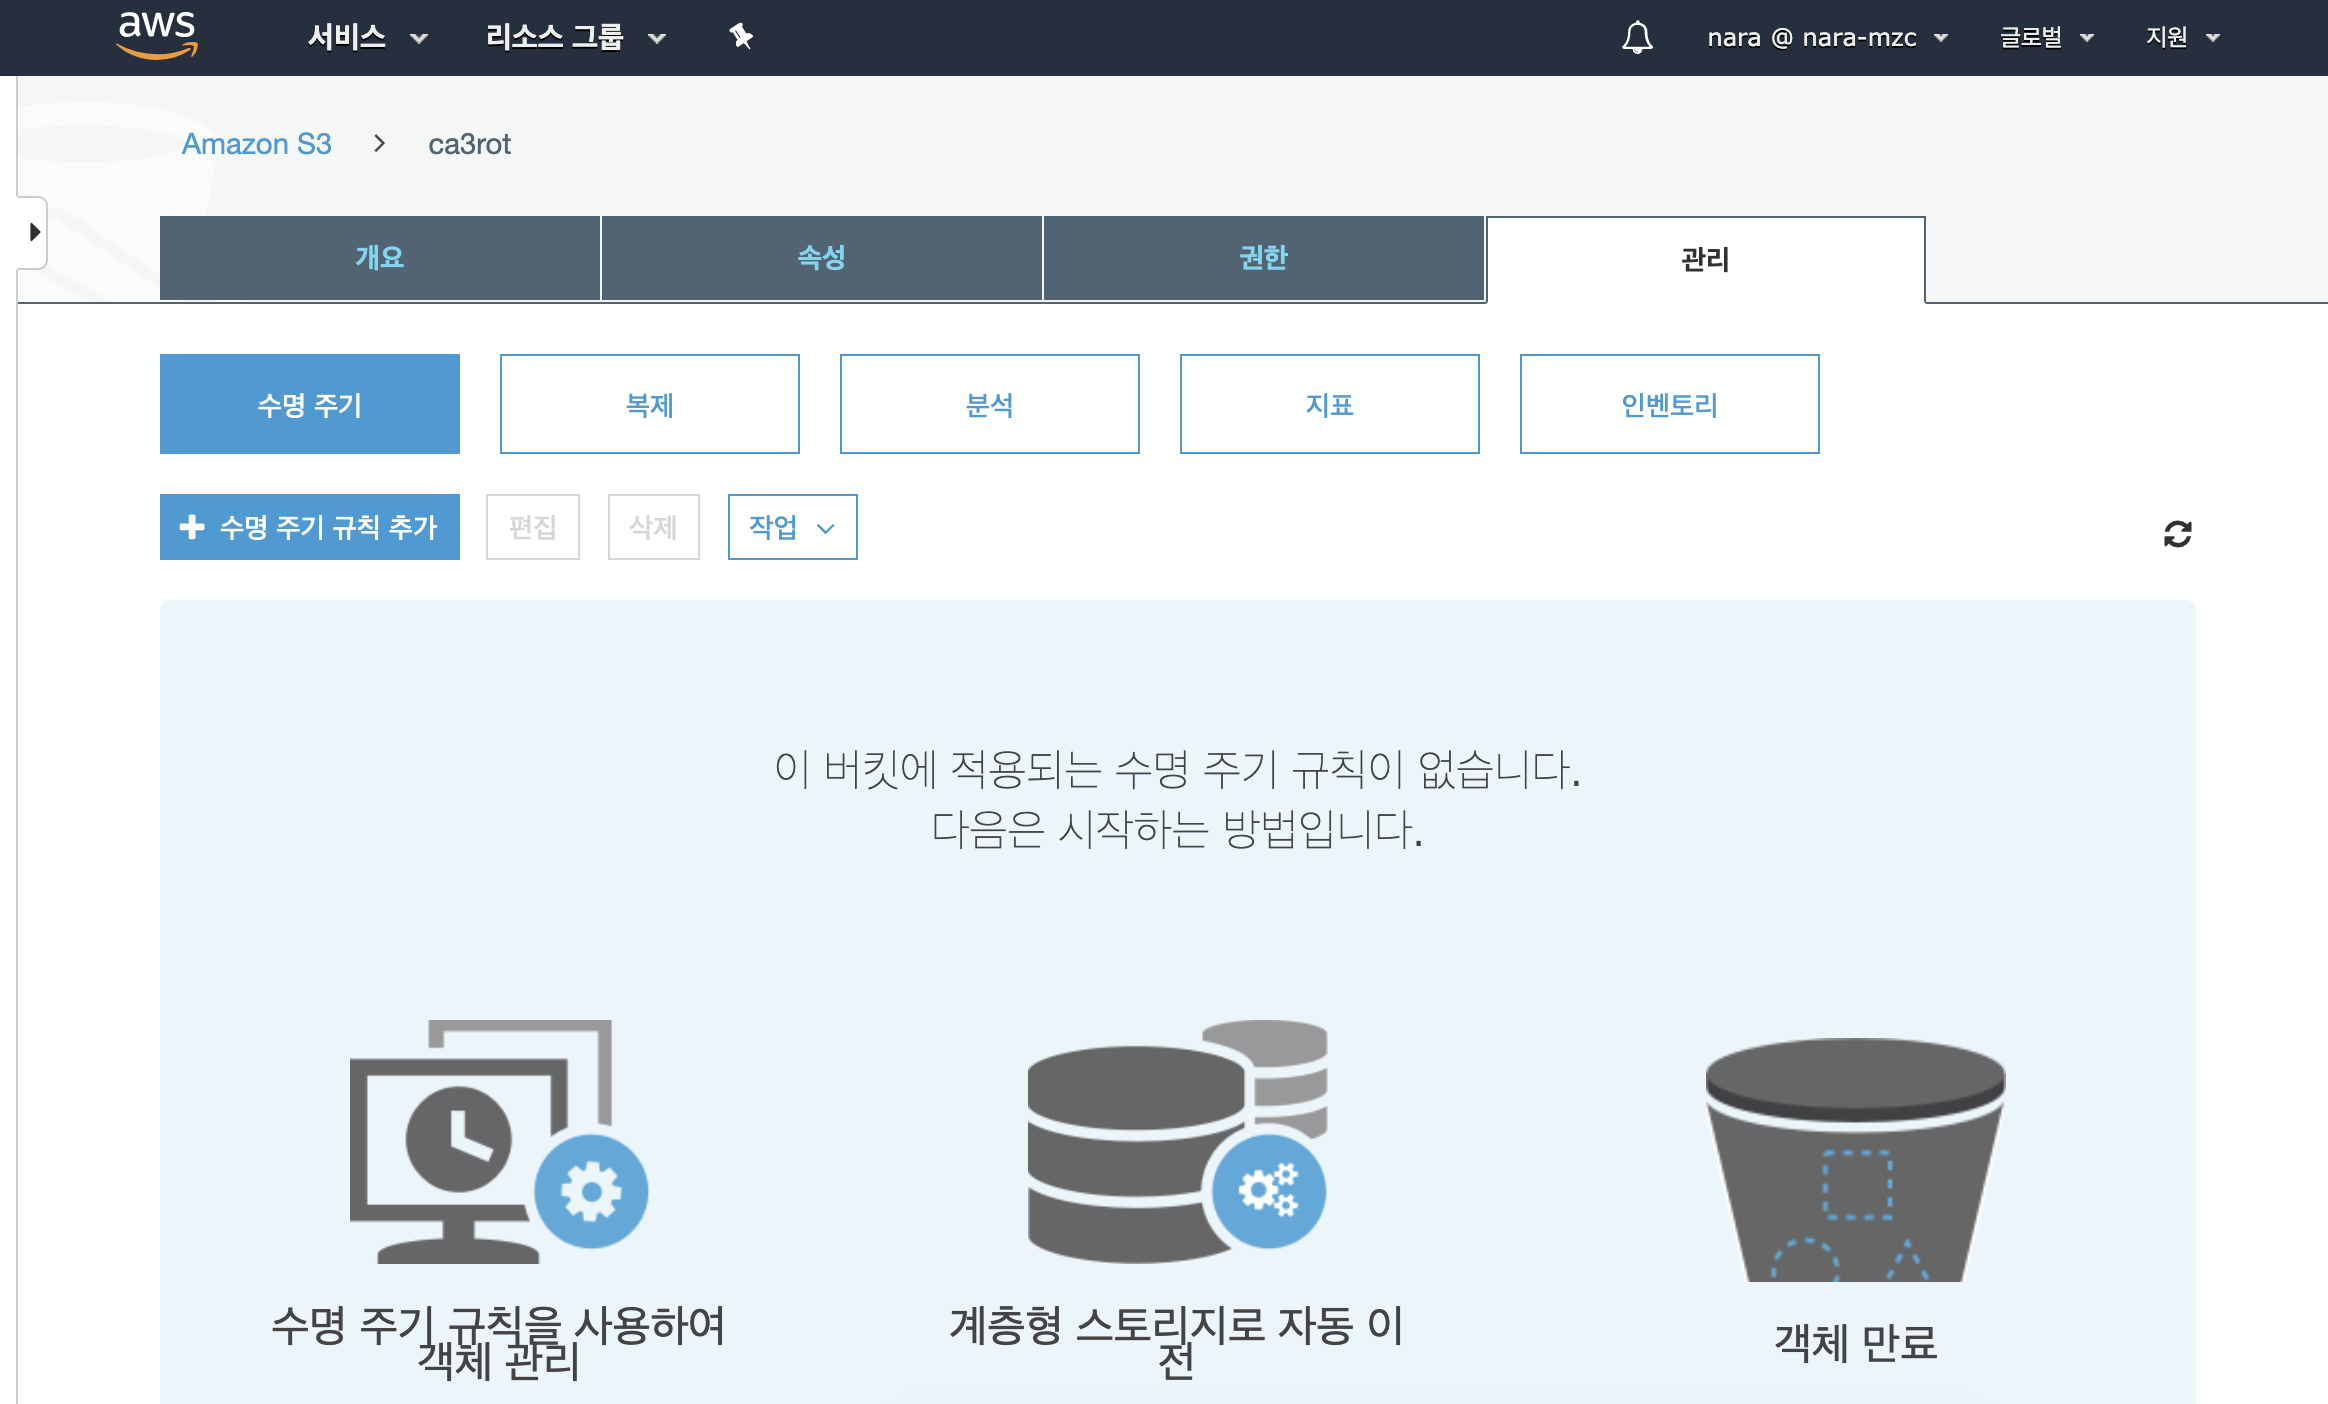 aws 서비스 리소스 그룹 nara @ nara-mzc 글로벌 지원
Amazon S3 > ca3rot
개요 속성 권한 관리
수명 주기 복제 분석 지표 인벤토리
+ 수명 주기 규칙 추가 편집 삭제 작업
이 버킷에 적용되는 수명 주기 규칙이 없습니다.
다음은 시작하는 방법입니다.
수명 주기 규칙을 사용하여
객체 관리
계층형 스토리지로 자동 이
전
객체 만료